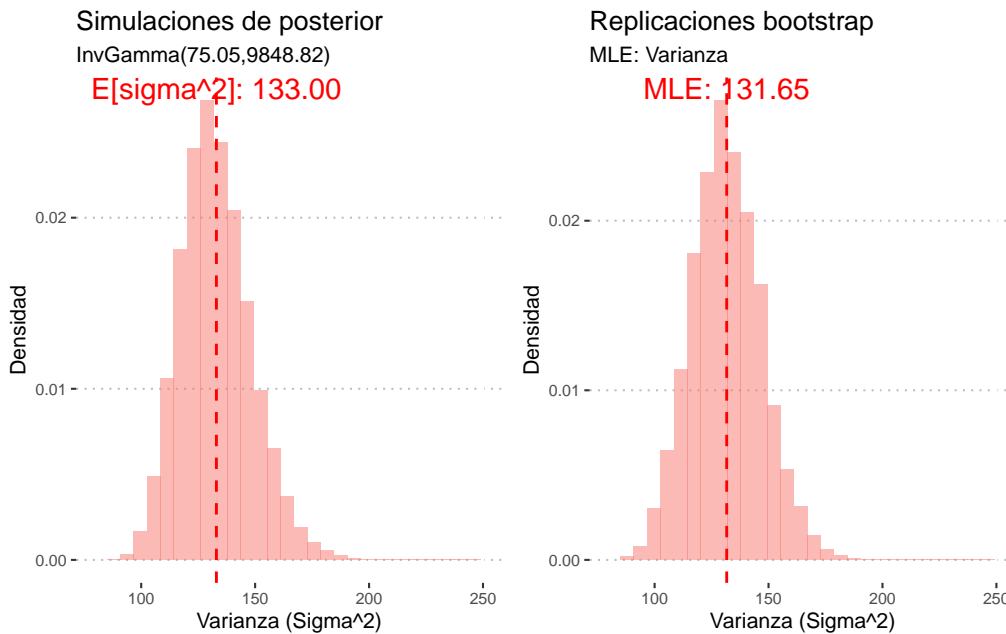 Simulaciones de posterior
InvGamma(75.05,9848.82)
E[sigma^2]: 133.00
Densidad
0.02
0.01
0.00
100
150
200
250
Varianza (Sigma^2)
Replicaciones bootstrap
MLE: Varianza
MLE: 131.65
Densidad
0.02
0.01
0.00
100
150
200
250
Varianza (Sigma^2)